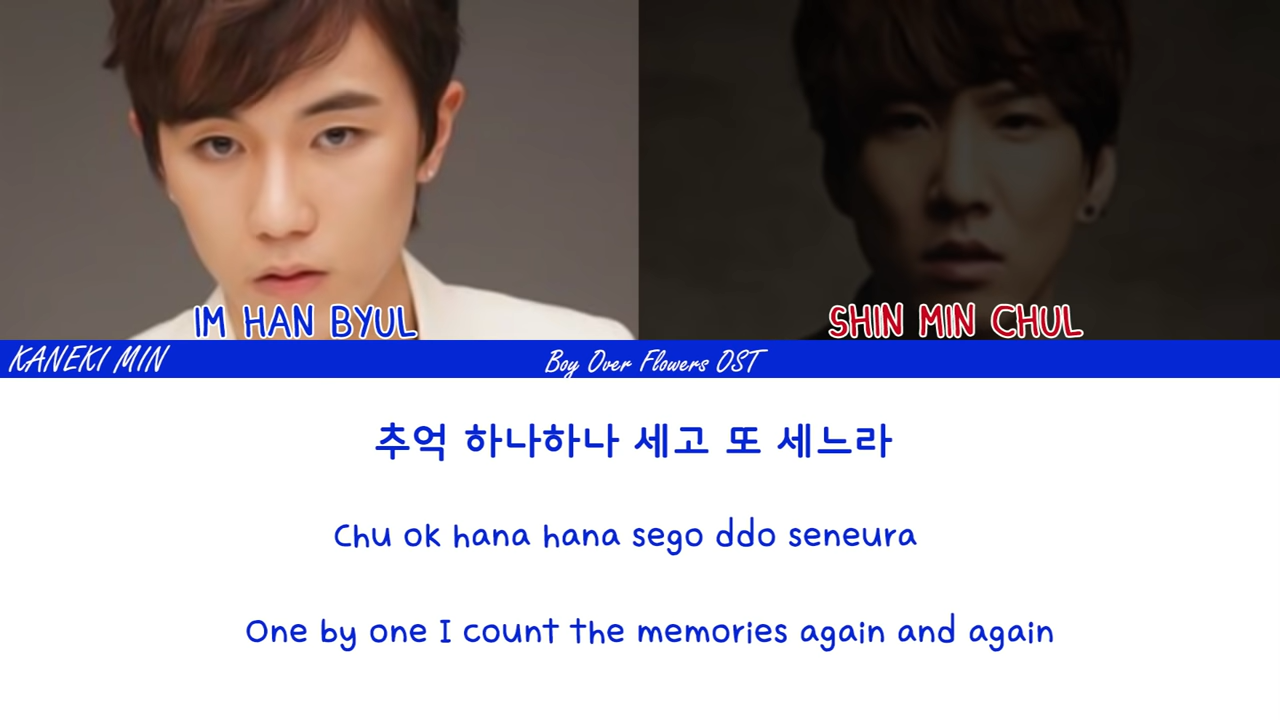 IM HAN BYUL
SHIN MIN CHUL
KANEKI MIN
Boy Over Flowers OST
추억 하나하나 세고 또 세느라
Chu ok hana hana sego ddo seneura
One by one I count the memories again and again